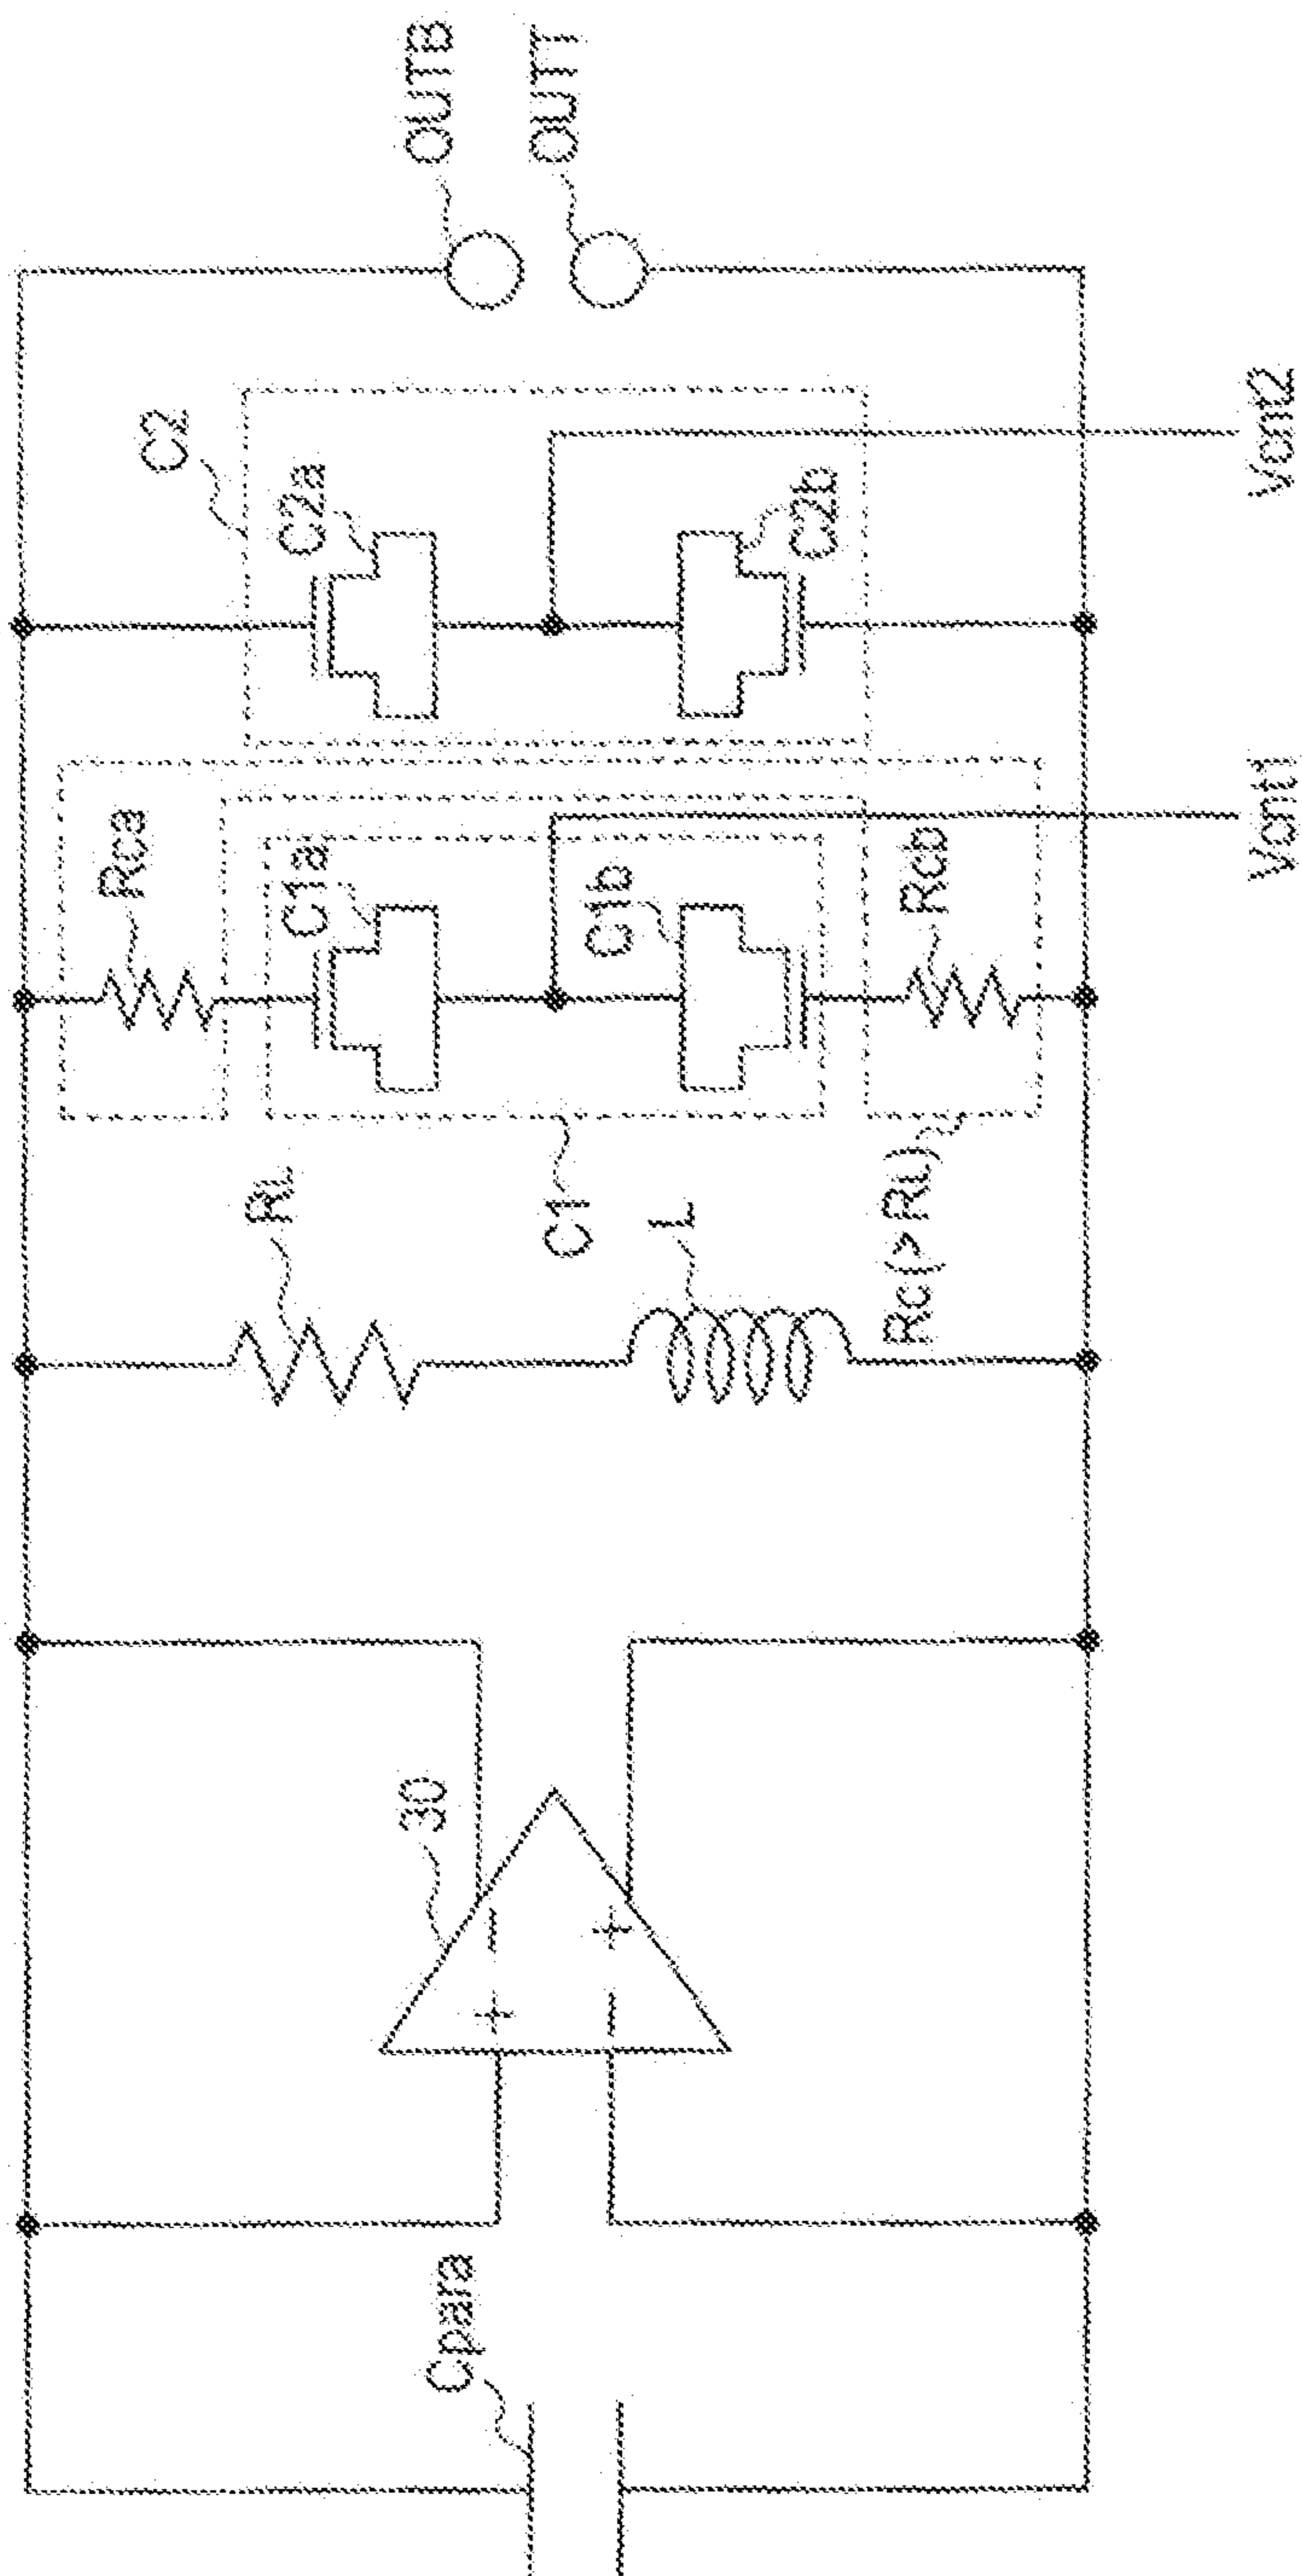 Cpara
30
RL
L
C1
Rc(> RL)
Rca
C1a
C1b
Rcb
C2
C2a
C2b
Vcnt1
Vcnt2
OUTB
OUTT
+
−
−
+